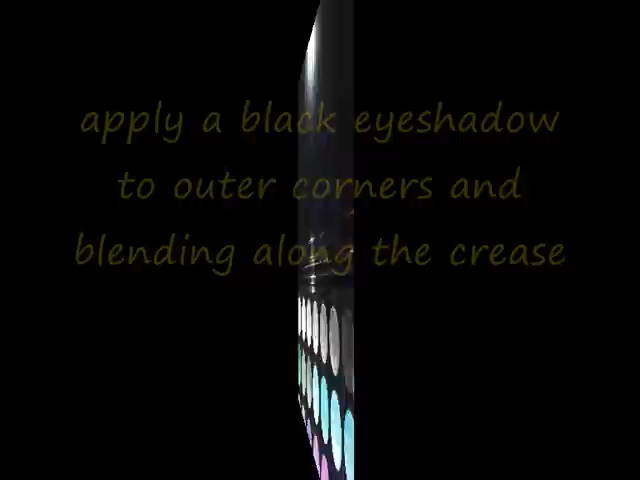 apply a black eyeshadow
to outer corners and
blending along the crease